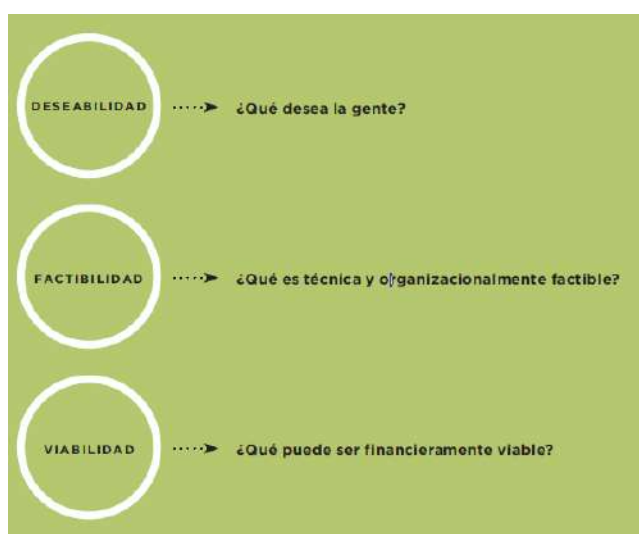 DESEABILIDAD ¿Qué desea la gente?
FACTIBILIDAD ¿Qué es técnica y organizacionalmente factible?
VIABILIDAD ¿Qué puede ser financieramente viable?